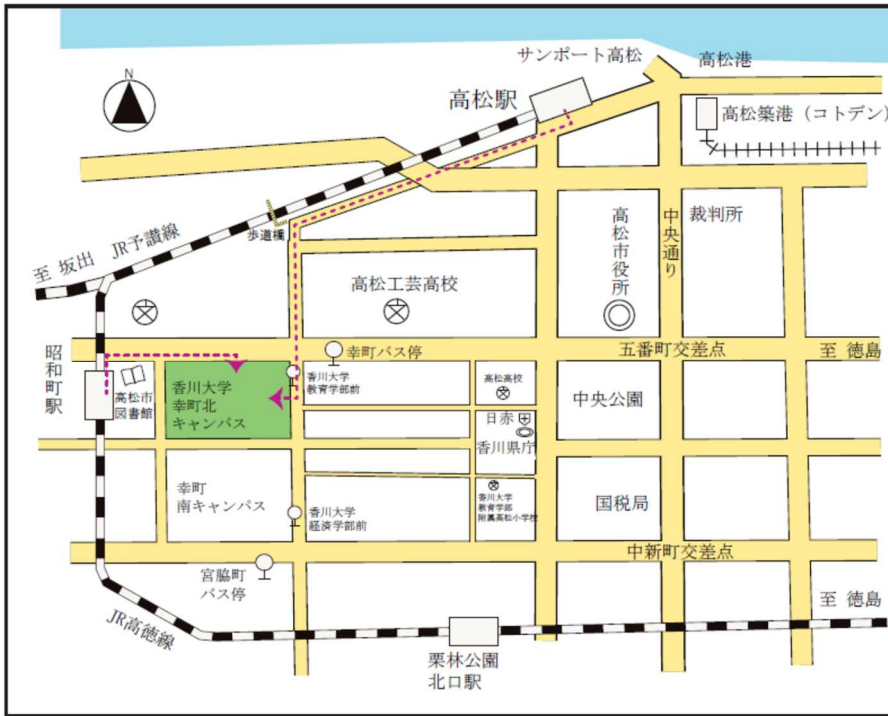 サンポート高松
高松港
N
高松駅
高松築港（コトデン）
歩道橋
高松市役所
中央通り
裁判所
至 坂出
JR予讃線
高松工芸高校
幸町バス停
五番町交差点
至 徳島
昭和町駅
高松市
図書館
香川大学
幸町北
キャンパス
香川大学
教育学部前
高松高校
中央公園
日赤
香川県庁
幸町
南キャンパス
香川大学
経済学部前
香川大学
教育学部
附属高松小学校
国税局
中新町交差点
宮脇町
バス停
至 徳島
JR高徳線
栗林公園
北口駅